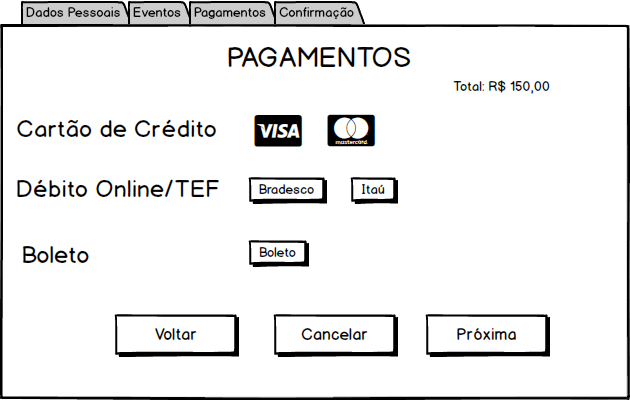 Dados Pessoais Eventos Pagamentos Confirmação
PAGAMENTOS
Total: R$ 150,00
Cartão de Crédito VISA mastercard
Débito Online/TEF Bradesco Itaú
Boleto Boleto
Voltar Cancelar Próxima